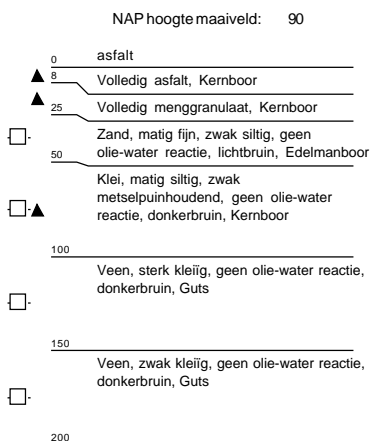 NAP hoogte maaiveld: 90
0 asfalt
8 Volledig asfalt, Kernboor
25 Volledig menggranulaat, Kernboor
Zand, matig fijn, zwak siltig, geen
olie-water reactie, lichtbruin, Edelmanboor
50
Klei, matig siltig, zwak
metselpuinhoudend, geen olie-water
reactie, donkerbruin, Kernboor
100
Veen, sterk kleiïg, geen olie-water reactie,
donkerbruin, Guts
150
Veen, zwak kleiïg, geen olie-water reactie,
donkerbruin, Guts
200